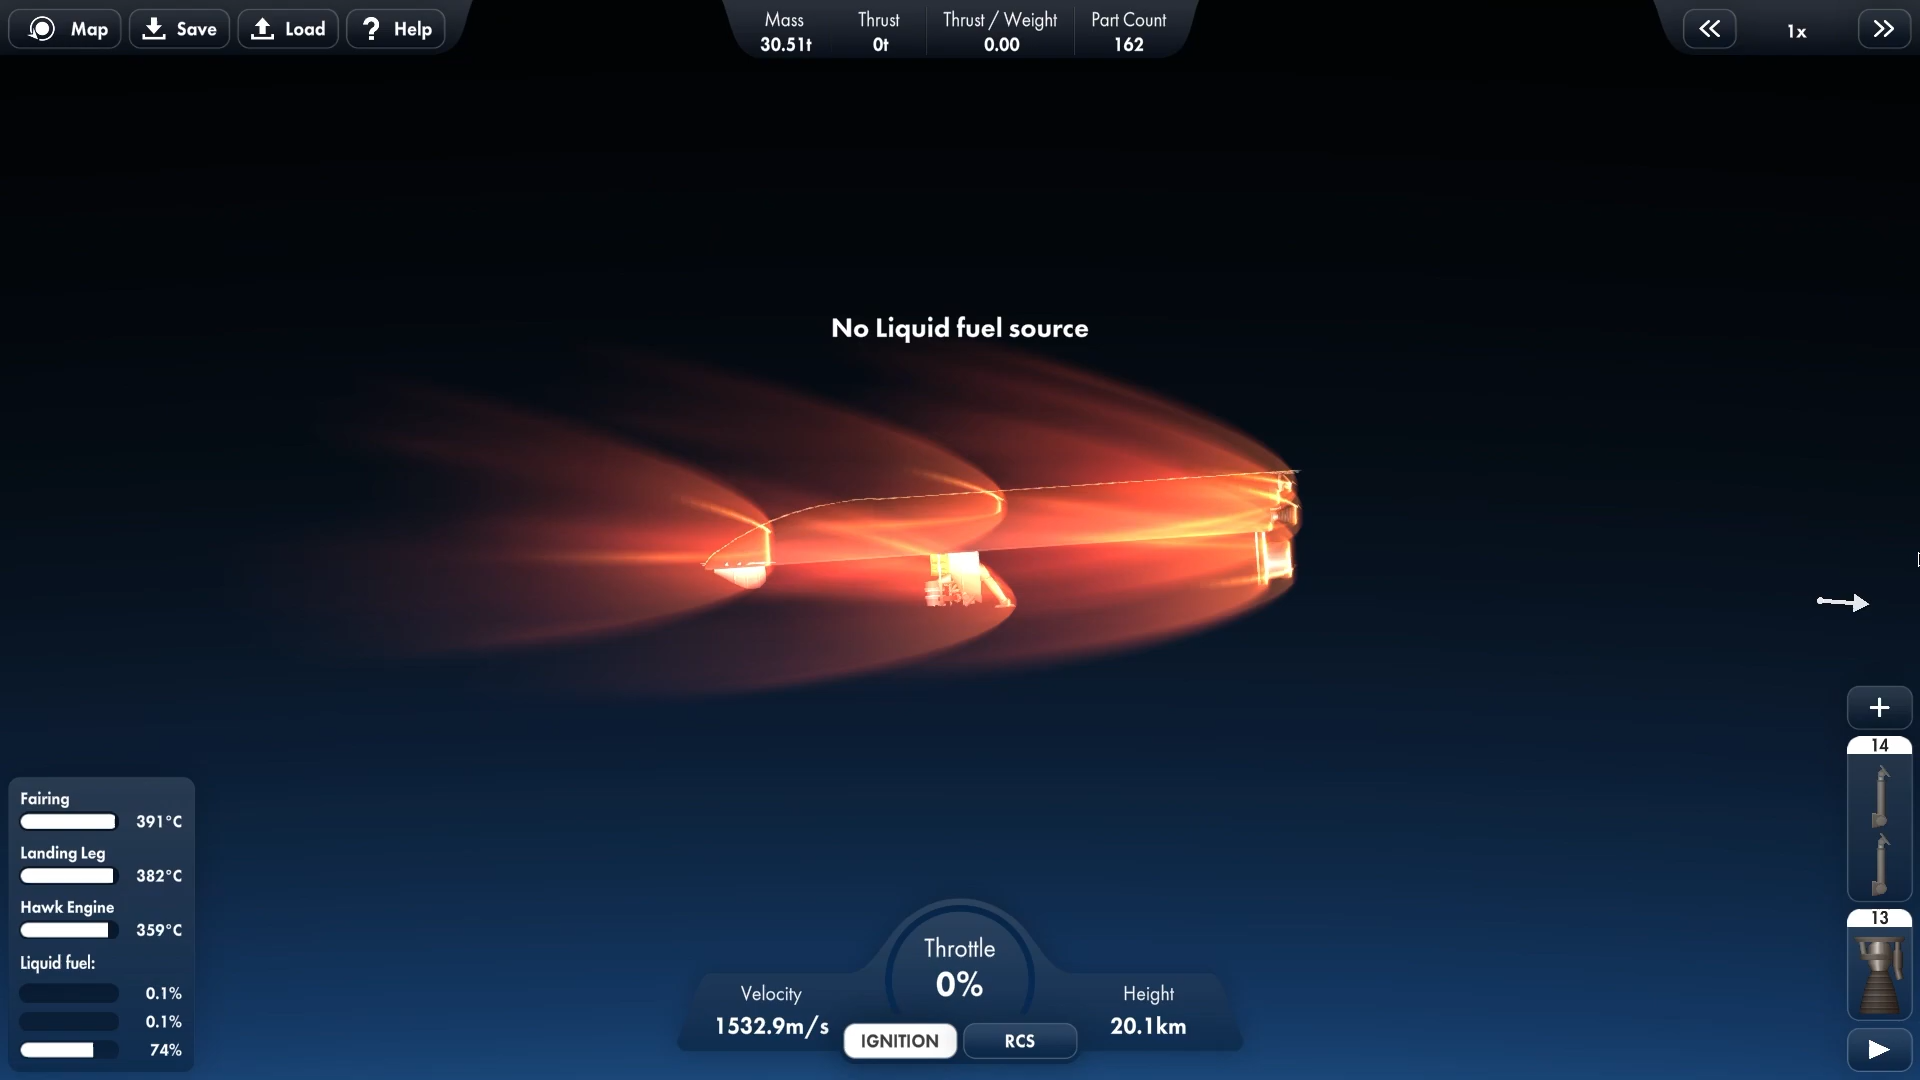 Map
Save
Load
? Help
Mass
30.51t
Thrust
0t
Thrust / Weight
0.00
Part Count
162
1x
No Liquid fuel source
14
13
Fairing
391°C
Landing Leg
382°C
Hawk Engine
359°C
Liquid fuel:
0.1%
0.1%
74%
Throttle
0%
Velocity
1532.9m/s
Height
20.1km
IGNITION
RCS